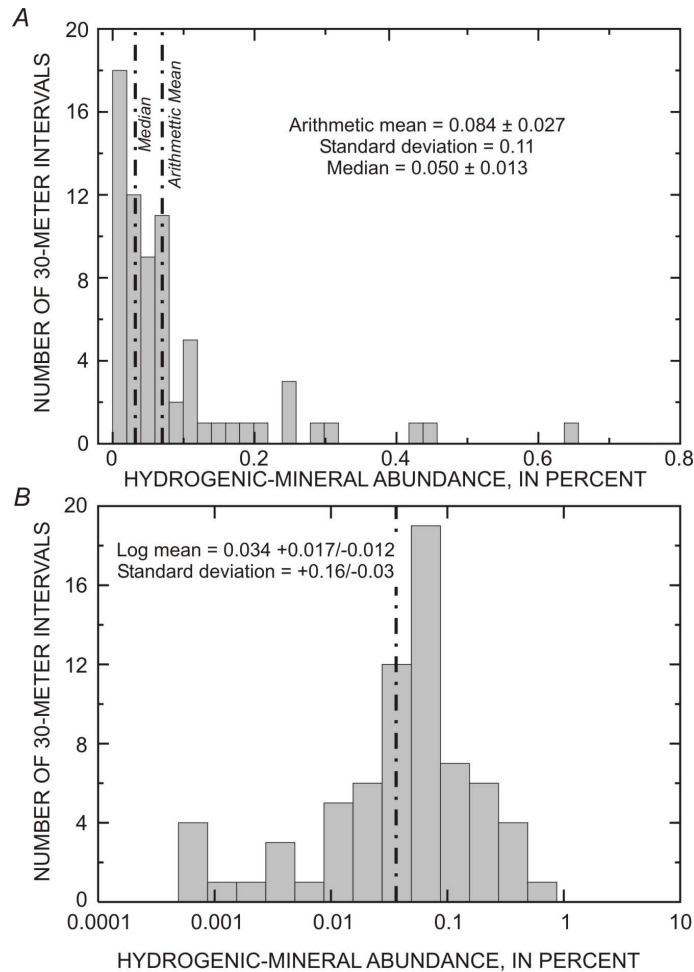 A
NUMBER OF 30-METER INTERVALS
20
16
12
8
4
0
Median
Arithmettic Mean
Arithmetic mean = 0.084 ± 0.027
Standard deviation = 0.11
Median = 0.050 ± 0.013
0 0.2 0.4 0.6 0.8
HYDROGENIC-MINERAL ABUNDANCE, IN PERCENT
B
NUMBER OF 30-METER INTERVALS
20
16
12
8
4
0
Log mean = 0.034 +0.017/-0.012
Standard deviation = +0.16/-0.03
0.0001 0.001 0.01 0.1 1 10
HYDROGENIC-MINERAL ABUNDANCE, IN PERCENT